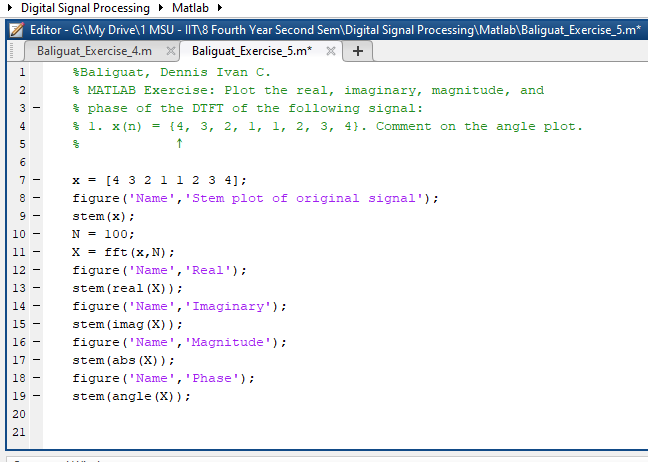 Digital Signal Processing Matlab
Editor - G:\My Drive\1 MSU - IIT\8 Fourth Year Second Sem\Digital Signal Processing\Matlab\Baliguat_Exercise_5.m*
Baliguat_Exercise_4.m × Baliguat_Exercise_5.m* × +
1 %Baliguat, Dennis Ivan C.
2 % MATLAB Exercise: Plot the real, imaginary, magnitude, and
3 – % phase of the DTFT of the following signal:
4 % 1. x(n) = {4, 3, 2, 1, 1, 2, 3, 4}. Comment on the angle plot.
5 % ↑
6
7 – x = [4 3 2 1 1 2 3 4];
8 – figure('Name','Stem plot of original signal');
9 – stem(x);
10 – N = 100;
11 – X = fft(x,N);
12 – figure('Name','Real');
13 – stem(real(X));
14 – figure('Name','Imaginary');
15 – stem(imag(X));
16 – figure('Name','Magnitude');
17 – stem(abs(X));
18 – figure('Name','Phase');
19 – stem(angle(X));
20
21